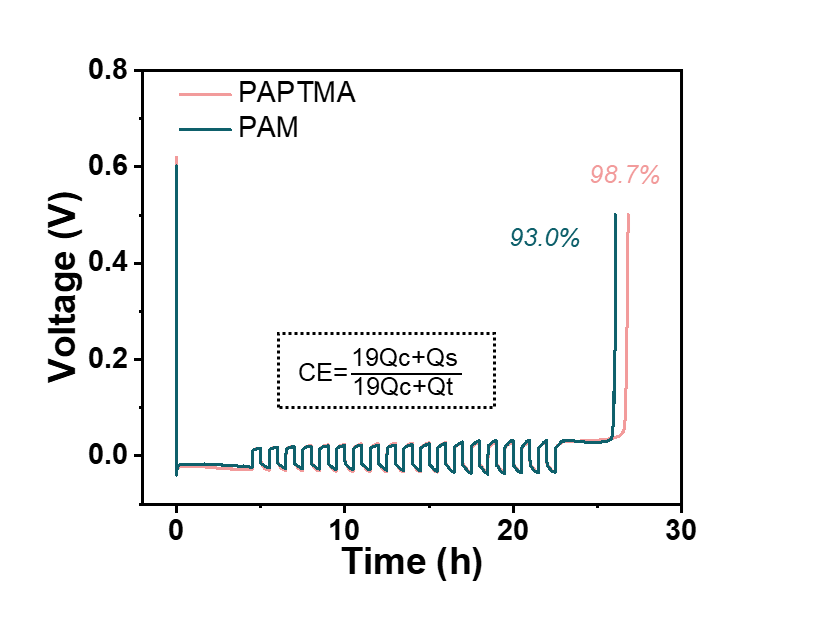 0.8
0.6
0.4
0.2
0.0
Voltage (V)
PAPTMA
PAM
98.7%
93.0%
CE=19Qc+Qs
19Qc+Qt
0
10
20
30
Time (h)